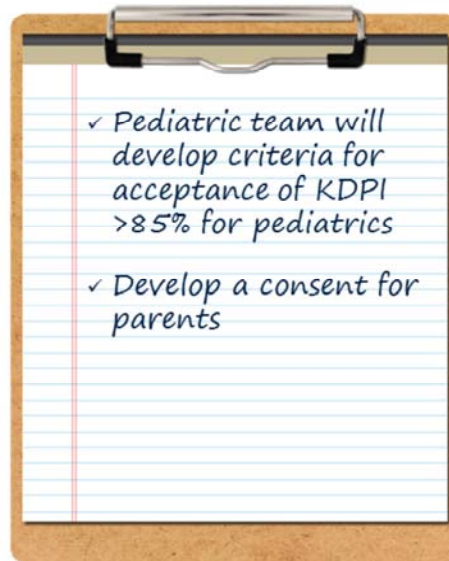 ✓ Pediatric team will
develop criteria for
acceptance of KDPI
>85% for pediatrics
✓ Develop a consent for
parents